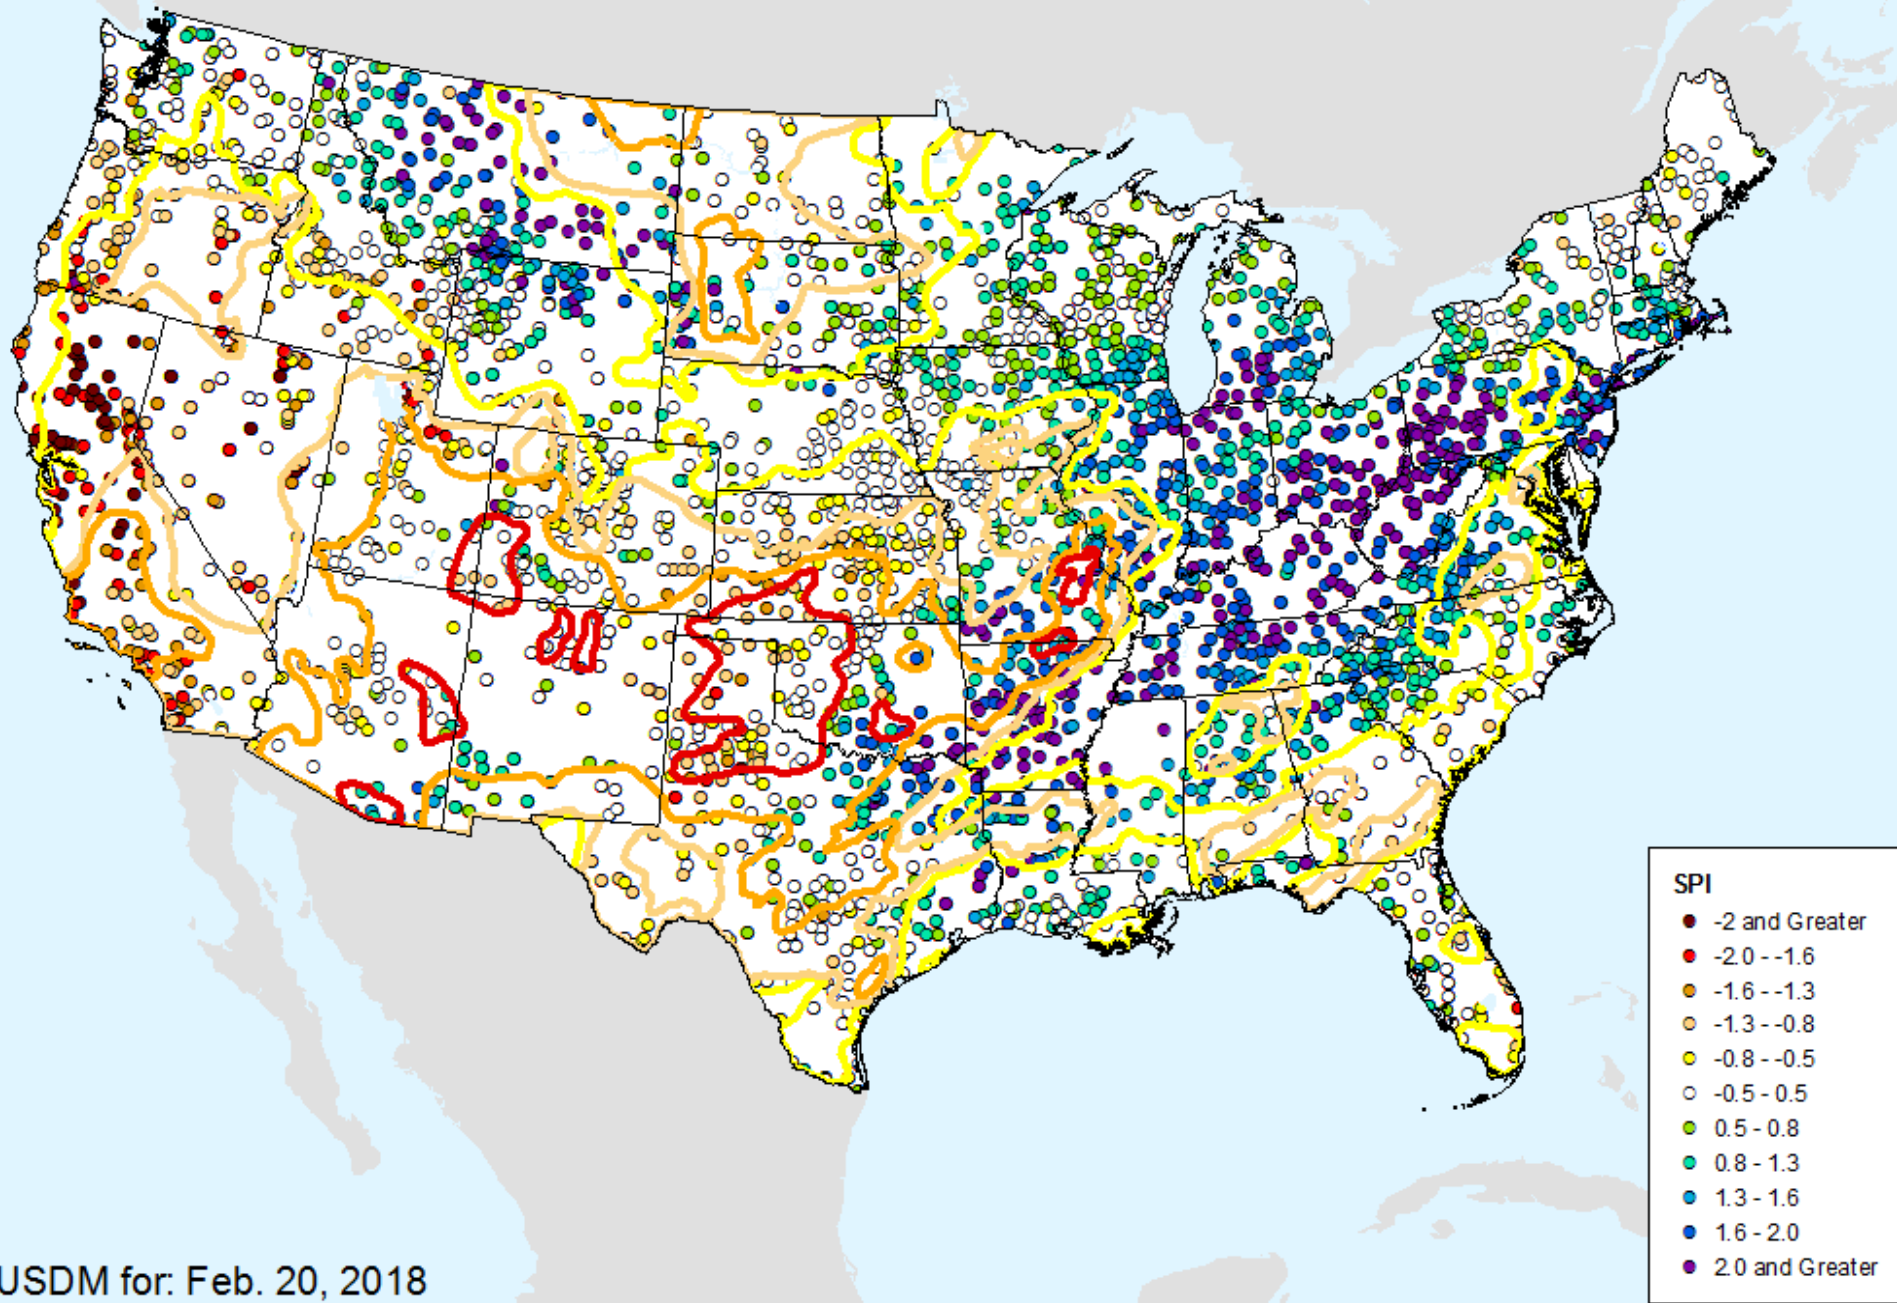 SPI
-2 and Greater
-2.0 - -1.6
-1.6 - -1.3
-1.3 - -0.8
-0.8 - -0.5
-0.5 - 0.5
0.5 - 0.8
0.8 - 1.3
1.3 - 1.6
1.6 - 2.0
2.0 and Greater
USDM for: Feb. 20, 2018